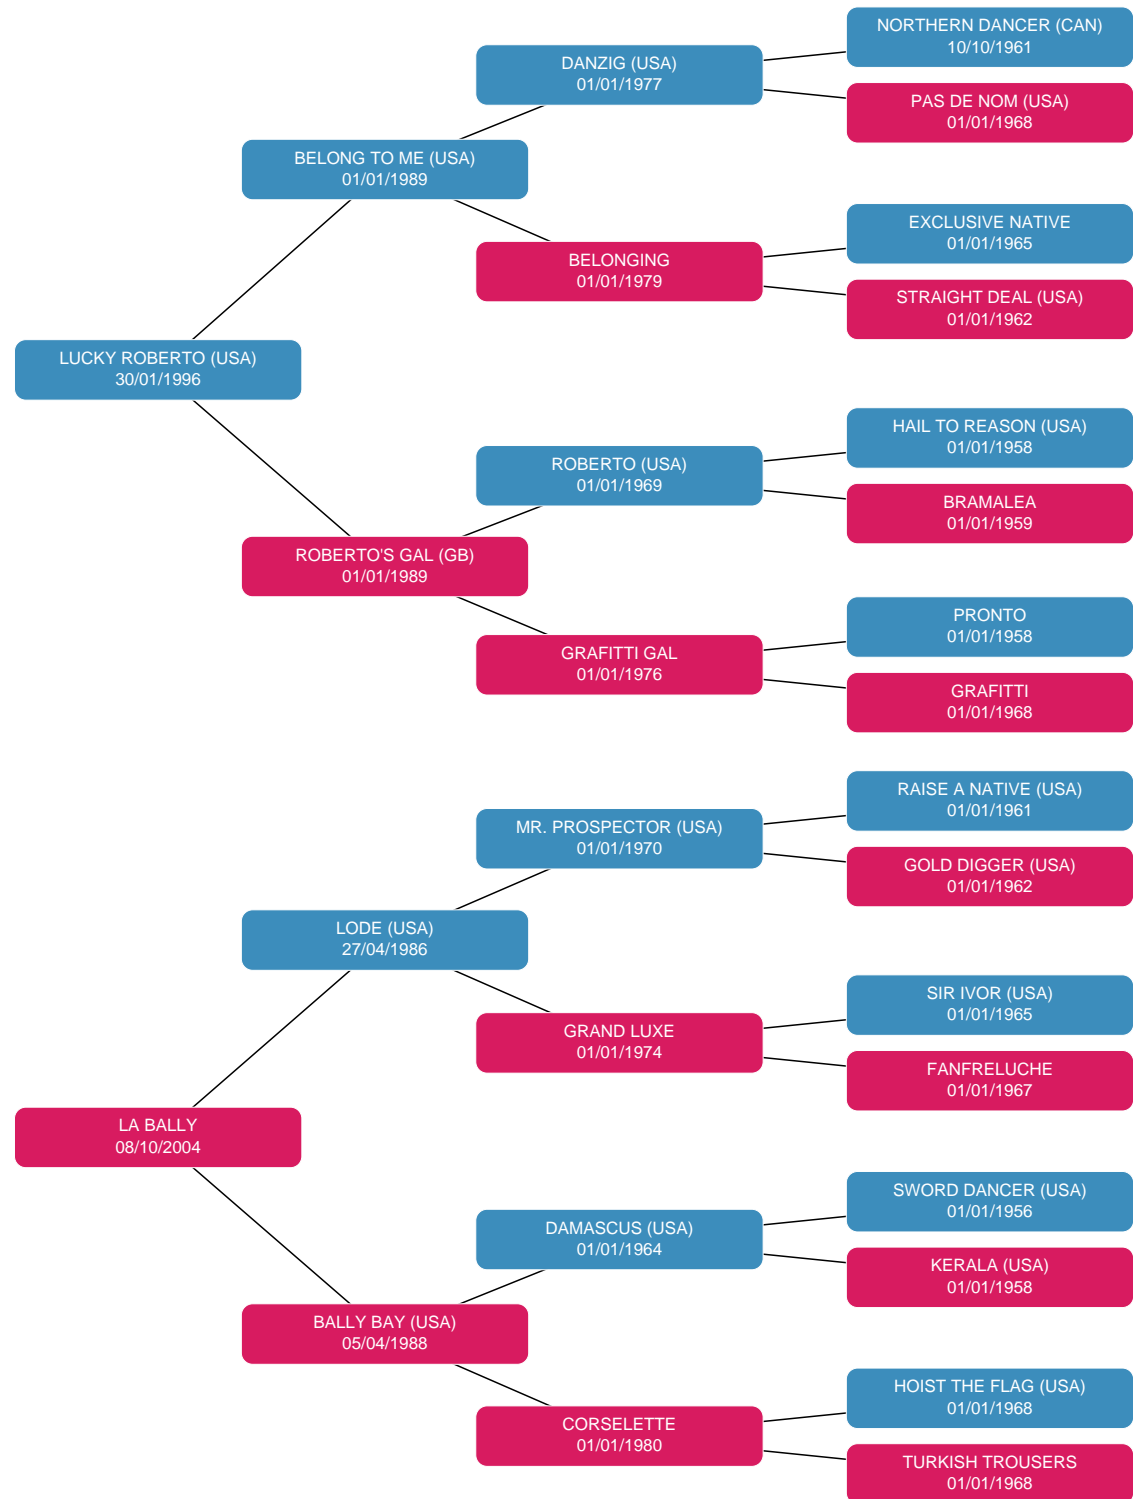 NORTHERN DANCER (CAN)
10/10/1961
DANZIG (USA)
01/01/1977
PAS DE NOM (USA)
01/01/1968
BELONG TO ME (USA)
01/01/1989
EXCLUSIVE NATIVE
01/01/1965
BELONGING
01/01/1979
STRAIGHT DEAL (USA)
01/01/1962
LUCKY ROBERTO (USA)
30/01/1996
HAIL TO REASON (USA)
01/01/1958
ROBERTO (USA)
01/01/1969
BRAMALEA
01/01/1959
ROBERTO'S GAL (GB)
01/01/1989
PRONTO
01/01/1958
GRAFITTI GAL
01/01/1976
GRAFITTI
01/01/1968
RAISE A NATIVE (USA)
01/01/1961
MR. PROSPECTOR (USA)
01/01/1970
GOLD DIGGER (USA)
01/01/1962
LODE (USA)
27/04/1986
SIR IVOR (USA)
01/01/1965
GRAND LUXE
01/01/1974
FANFRELUCHE
01/01/1967
LA BALLY
08/10/2004
SWORD DANCER (USA)
01/01/1956
DAMASCUS (USA)
01/01/1964
KERALA (USA)
01/01/1958
BALLY BAY (USA)
05/04/1988
HOIST THE FLAG (USA)
01/01/1968
CORSELETTE
01/01/1980
TURKISH TROUSERS
01/01/1968